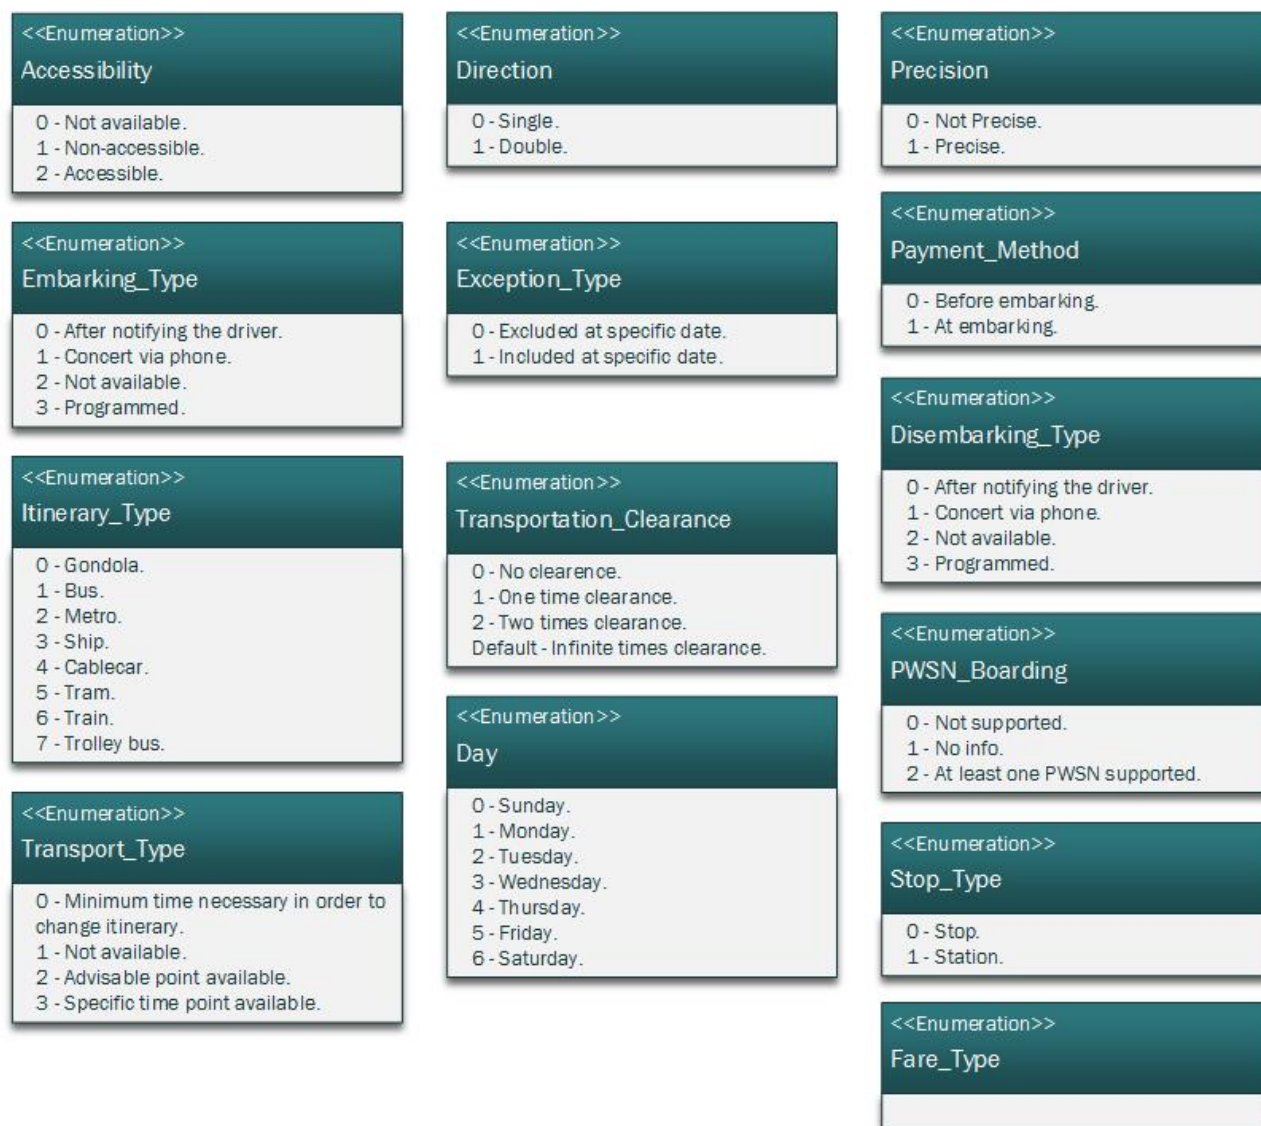 <<Enumeration>>
Accessibility
0 - Not available.
1 - Non-accessible.
2 - Accessible.
<<Enumeration>>
Embarking_Type
0 - After notifying the driver.
1 - Concert via phone.
2 - Not available.
3 - Programmed.
<<Enumeration>>
Itinerary_Type
0 - Gondola.
1 - Bus.
2 - Metro.
3 - Ship.
4 - Cablecar.
5 - Tram.
6 - Train.
7 - Trolley bus.
<<Enumeration>>
Transport_Type
0 - Minimum time necessary in order to
change itinerary.
1 - Not available.
2 - Advisable point available.
3 - Specific time point available.
<<Enumeration>>
Direction
0 - Single.
1 - Double.
<<Enumeration>>
Exception_Type
0 - Excluded at specific date.
1 - Included at specific date.
<<Enumeration>>
Transportation_Clearance
0 - No clearence.
1 - One time clearance.
2 - Two times clearance.
Default - Infinite times clearance.
<<Enumeration>>
Day
0 - Sunday.
1 - Monday.
2 - Tuesday.
3 - Wednesday.
4 - Thursday.
5 - Friday.
6 - Saturday.
<<Enumeration>>
Precision
0 - Not Precise.
1 - Precise.
<<Enumeration>>
Payment_Method
0 - Before embarking.
1 - At embarking.
<<Enumeration>>
Disembarking_Type
0 - After notifying the driver.
1 - Concert via phone.
2 - Not available.
3 - Programmed.
<<Enumeration>>
PWSN_Boarding
0 - Not supported.
1 - No info.
2 - At least one PWSN supported.
<<Enumeration>>
Stop_Type
0 - Stop.
1 - Station.
<<Enumeration>>
Fare_Type